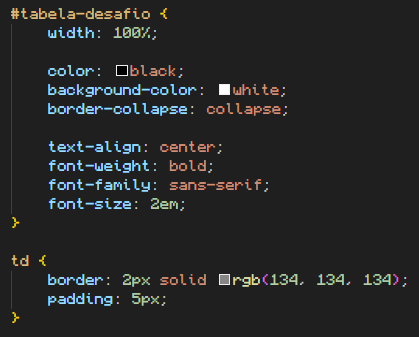 #tabela-desafio {
    width: 100%;

    color: black;
    background-color: white;
    border-collapse: collapse;

    text-align: center;
    font-weight: bold;
    font-family: sans-serif;
    font-size: 2em;
}

td {
    border: 2px solid rgb(134, 134, 134);
    padding: 5px;
}